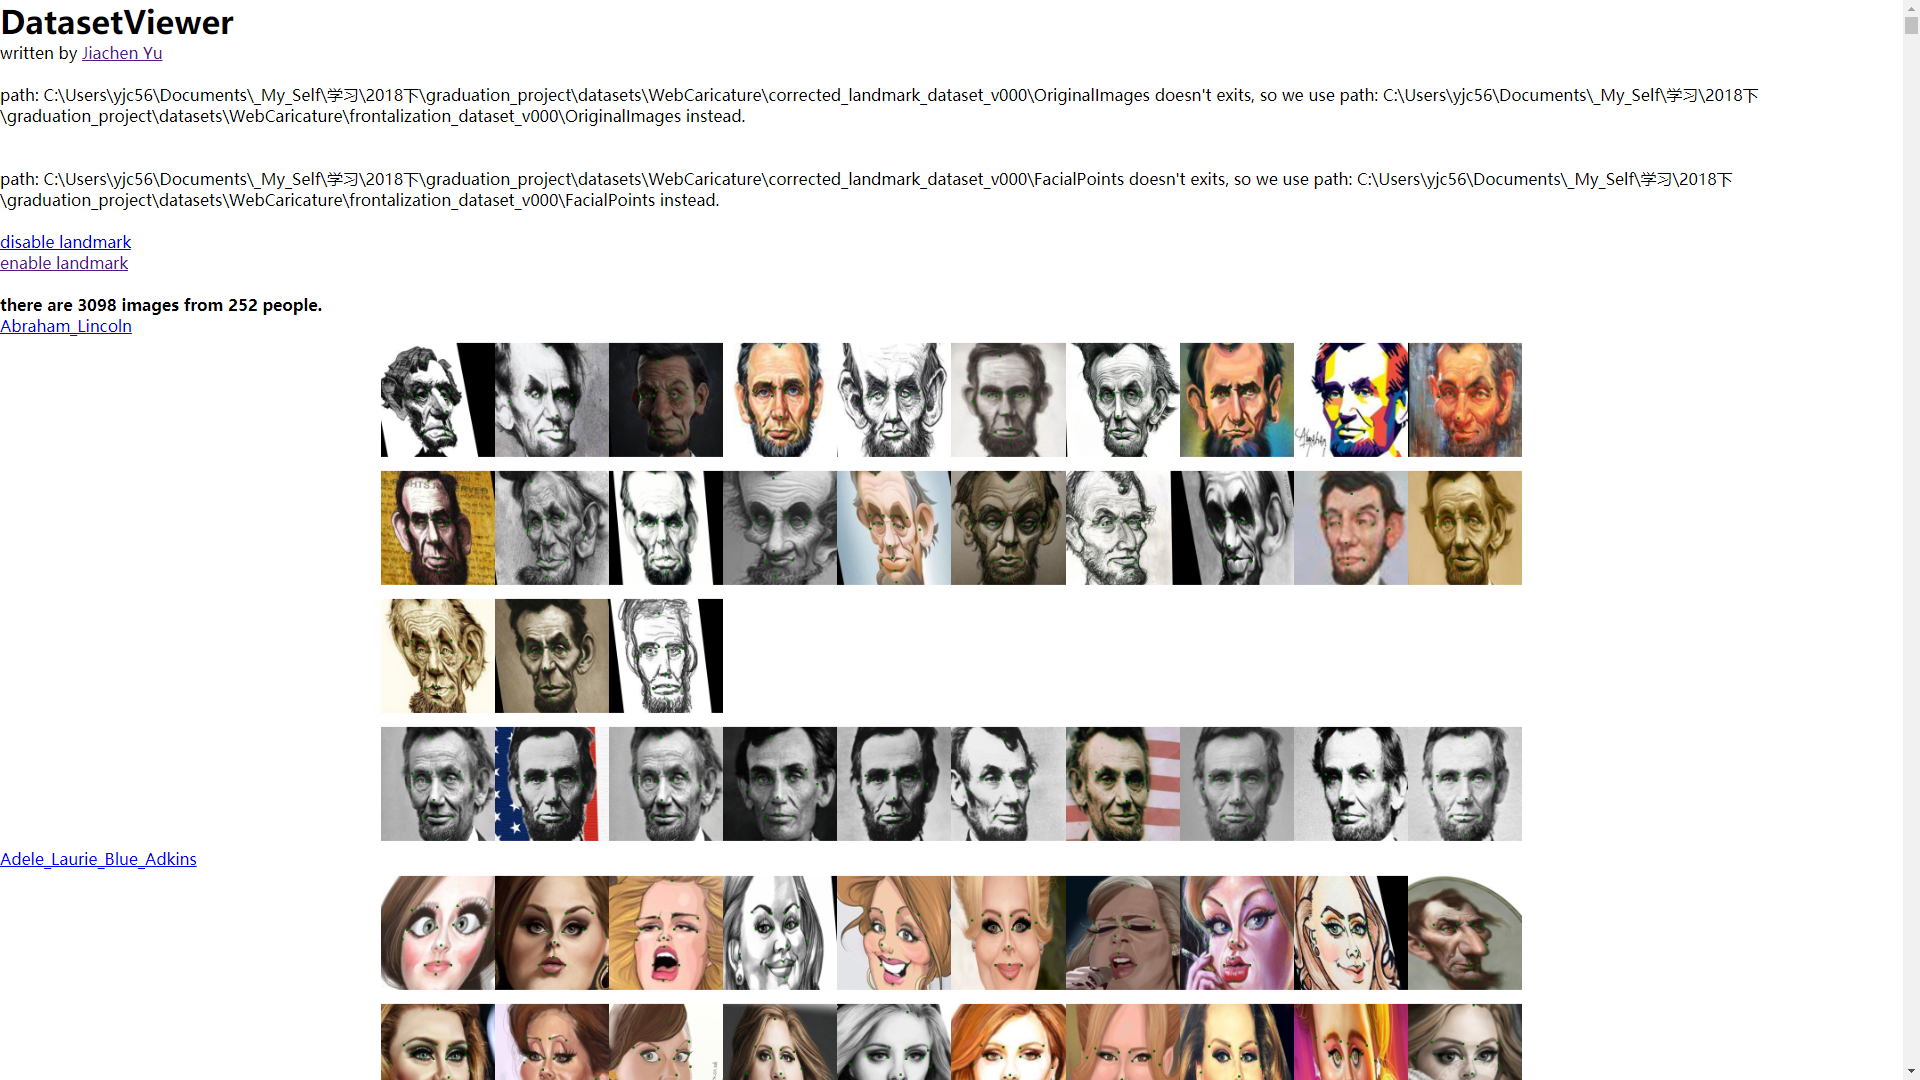 DatasetViewer
written by Jiachen Yu
path: C:\Users\yjc56\Documents\_My_Self\学习\2018下\graduation_project\datasets\WebCaricature\corrected_landmark_dataset_v000\OriginalImages doesn't exits, so we use path: C:\Users\yjc56\Documents\_My_Self\学习\2018下
\graduation_project\datasets\WebCaricature\frontalization_dataset_v000\OriginalImages instead.
path: C:\Users\yjc56\Documents\_My_Self\学习\2018下\graduation_project\datasets\WebCaricature\corrected_landmark_dataset_v000\FacialPoints doesn't exits, so we use path: C:\Users\yjc56\Documents\_My_Self\学习\2018下
\graduation_project\datasets\WebCaricature\frontalization_dataset_v000\FacialPoints instead.
disable landmark
enable landmark
there are 3098 images from 252 people.
Abraham_Lincoln
Adele_Laurie_Blue_Adkins